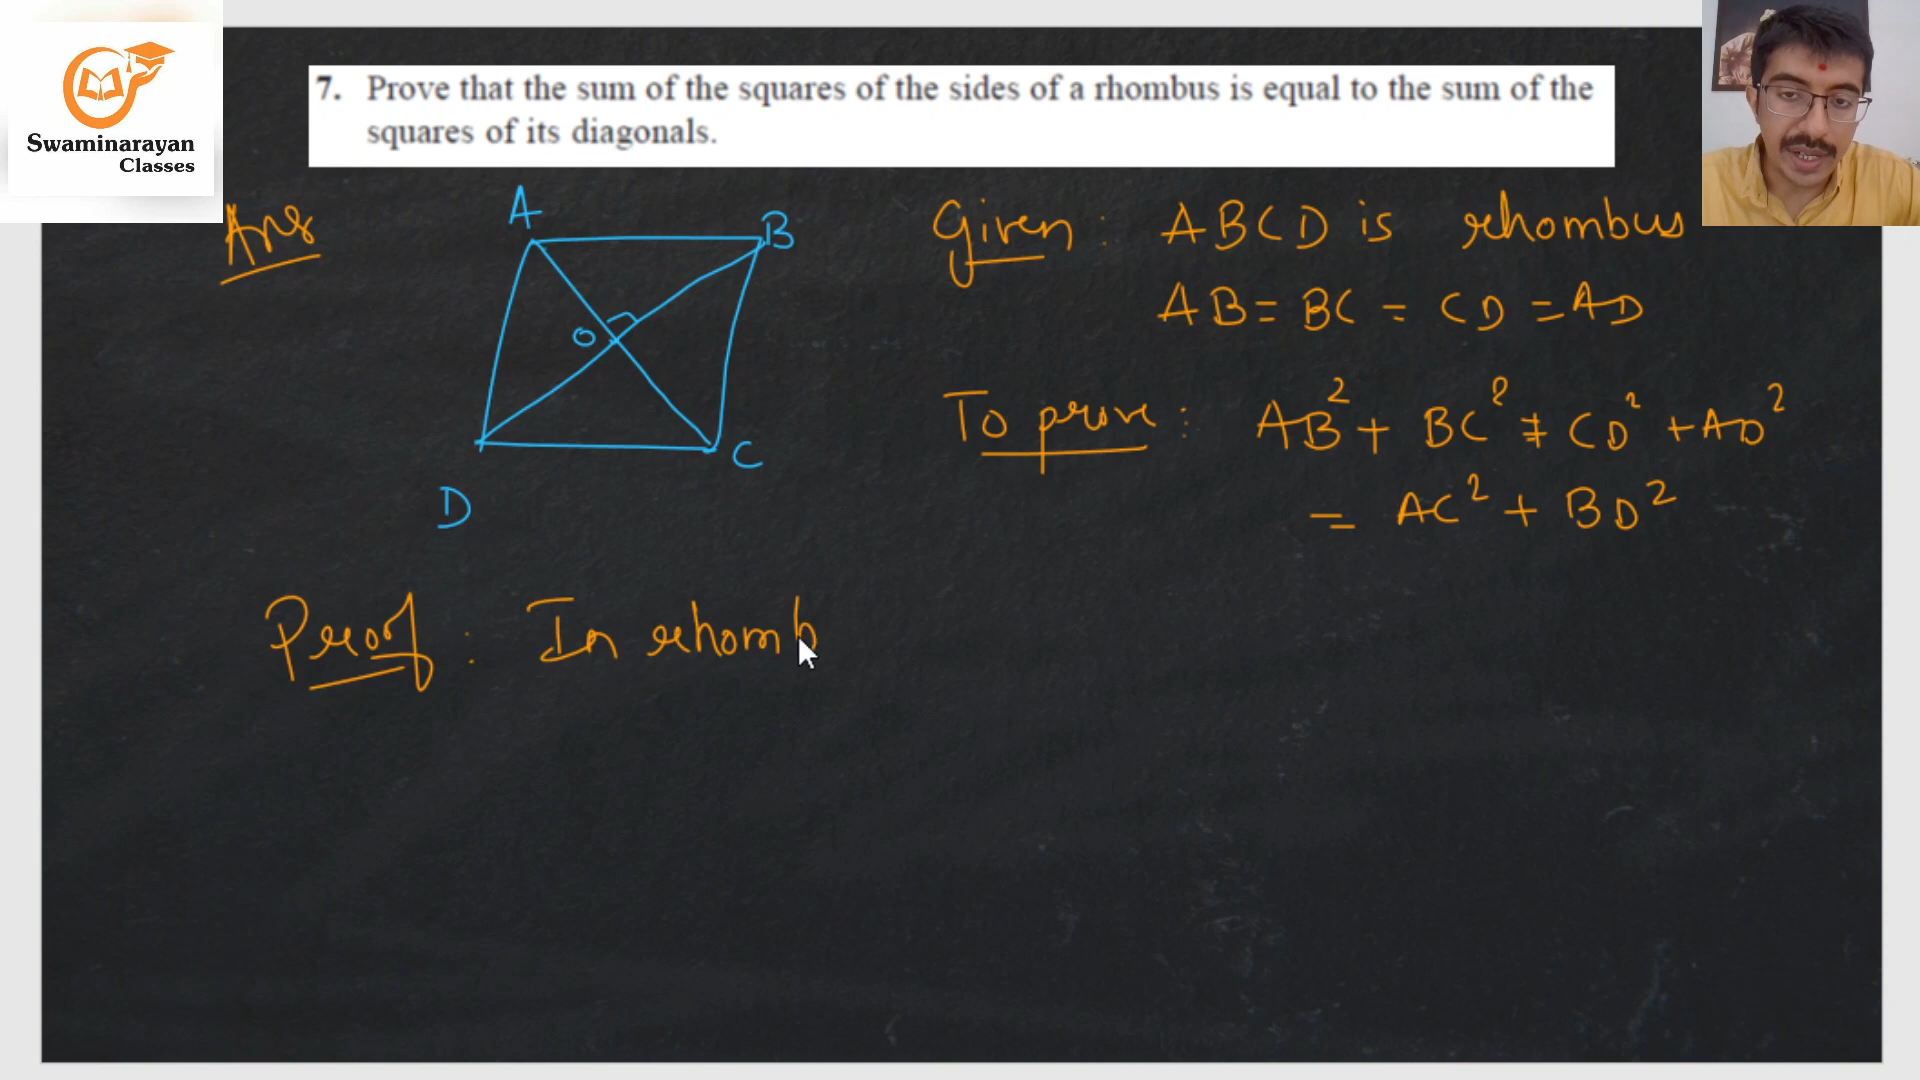 Swaminarayan
Classes
7. Prove that the sum of the squares of the sides of a rhombus is equal to the sum of the
squares of its diagonals.
Ans
A
B
O
C
D
Given : ABCD is rhombus
AB = BC = CD = AD
To prove : AB² + BC² + CD² + AD²
= AC² + BD²
Proof : In rhomb